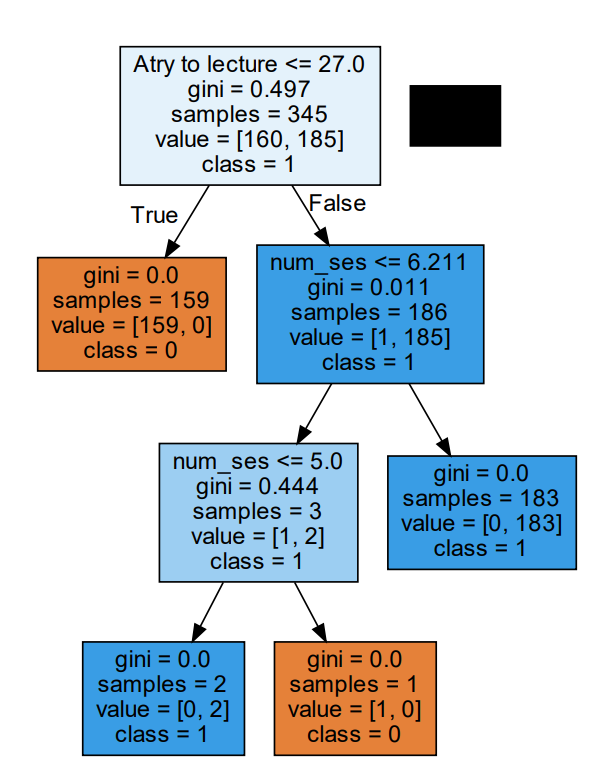 Atry to lecture <= 27.0
gini = 0.497
samples = 345
value = [160, 185]
class = 1
True
False
gini = 0.0
samples = 159
value = [159, 0]
class = 0
num_ses <= 6.211
gini = 0.011
samples = 186
value = [1, 185]
class = 1
num_ses <= 5.0
gini = 0.444
samples = 3
value = [1, 2]
class = 1
gini = 0.0
samples = 183
value = [0, 183]
class = 1
gini = 0.0
samples = 2
value = [0, 2]
class = 1
gini = 0.0
samples = 1
value = [1, 0]
class = 0